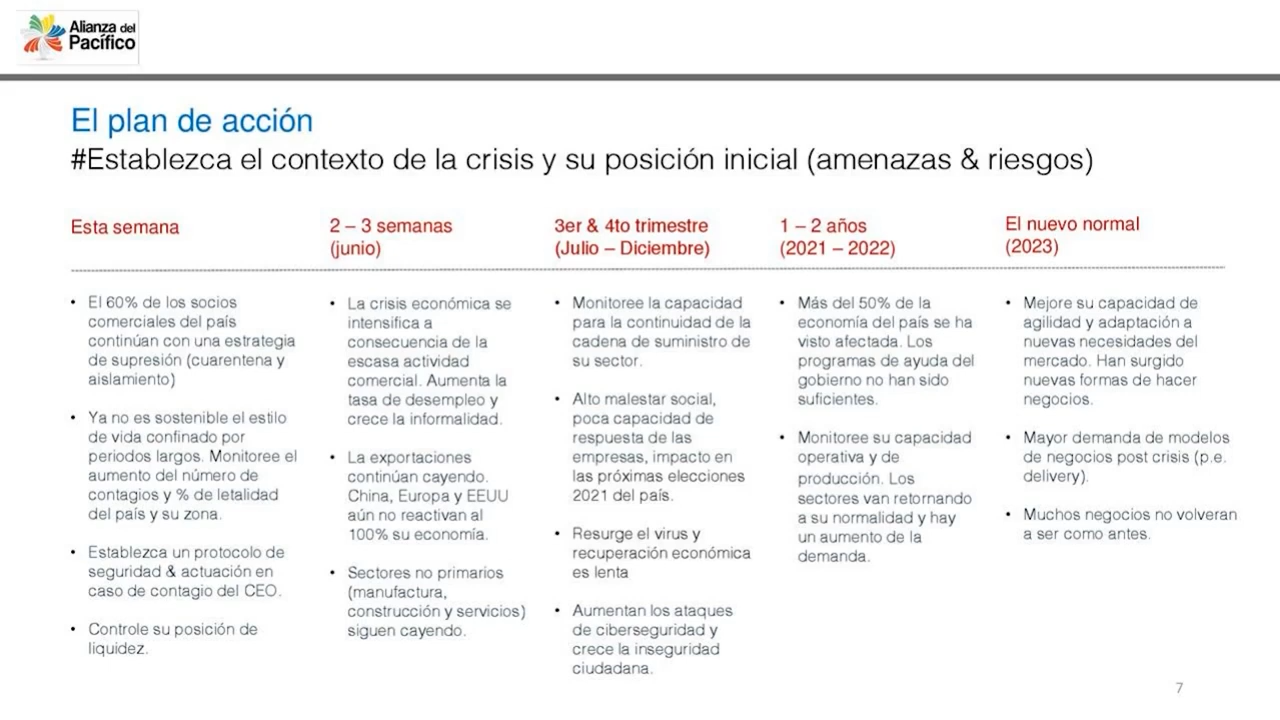 Alianza del
Pacífico
El plan de acción
#Establezca el contexto de la crisis y su posición inicial (amenazas & riesgos)
Esta semana
• El 60% de los socios
comerciales del país
continúan con una estrategia
de supresión (cuarentena y
aislamiento)
• Ya no es sostenible el estilo
de vida confinado por
periodos largos. Monitoree el
aumento del número de
contagios y % de letalidad
del país y su zona.
• Establezca un protocolo de
seguridad & actuación en
caso de contagio del CEO.
• Controle su posición de
liquidez.
2 – 3 semanas
(junio)
• La crisis económica se
intensifica a
consecuencia de la
escasa actividad
comercial. Aumenta la
tasa de desempleo y
crece la informalidad.
• La exportaciones
continúan cayendo.
China, Europa y EEUU
aún no reactivan al
100% su economía.
• Sectores no primarios
(manufactura,
construcción y servicios)
siguen cayendo.
3er & 4to trimestre
(Julio – Diciembre)
• Monitoree la capacidad
para la continuidad de la
cadena de suministro de
su sector.
• Alto malestar social,
poca capacidad de
respuesta de las
empresas, impacto en
las próximas elecciones
2021 del país.
• Resurge el virus y
recuperación económica
es lenta
• Aumentan los ataques
de ciberseguridad y
crece la inseguridad
ciudadana.
1 – 2 años
(2021 – 2022)
• Más del 50% de la
economía del país se ha
visto afectada. Los
programas de ayuda del
gobierno no han sido
suficientes.
• Monitoree su capacidad
operativa y de
producción. Los
sectores van retornando
a su normalidad y hay
un aumento de la
demanda.
El nuevo normal
(2023)
• Mejore su capacidad de
agilidad y adaptación a
nuevas necesidades del
mercado. Han surgido
nuevas formas de hacer
negocios.
• Mayor demanda de modelos
de negocios post crisis (p.e.
delivery).
• Muchos negocios no volveran
a ser como antes.
7